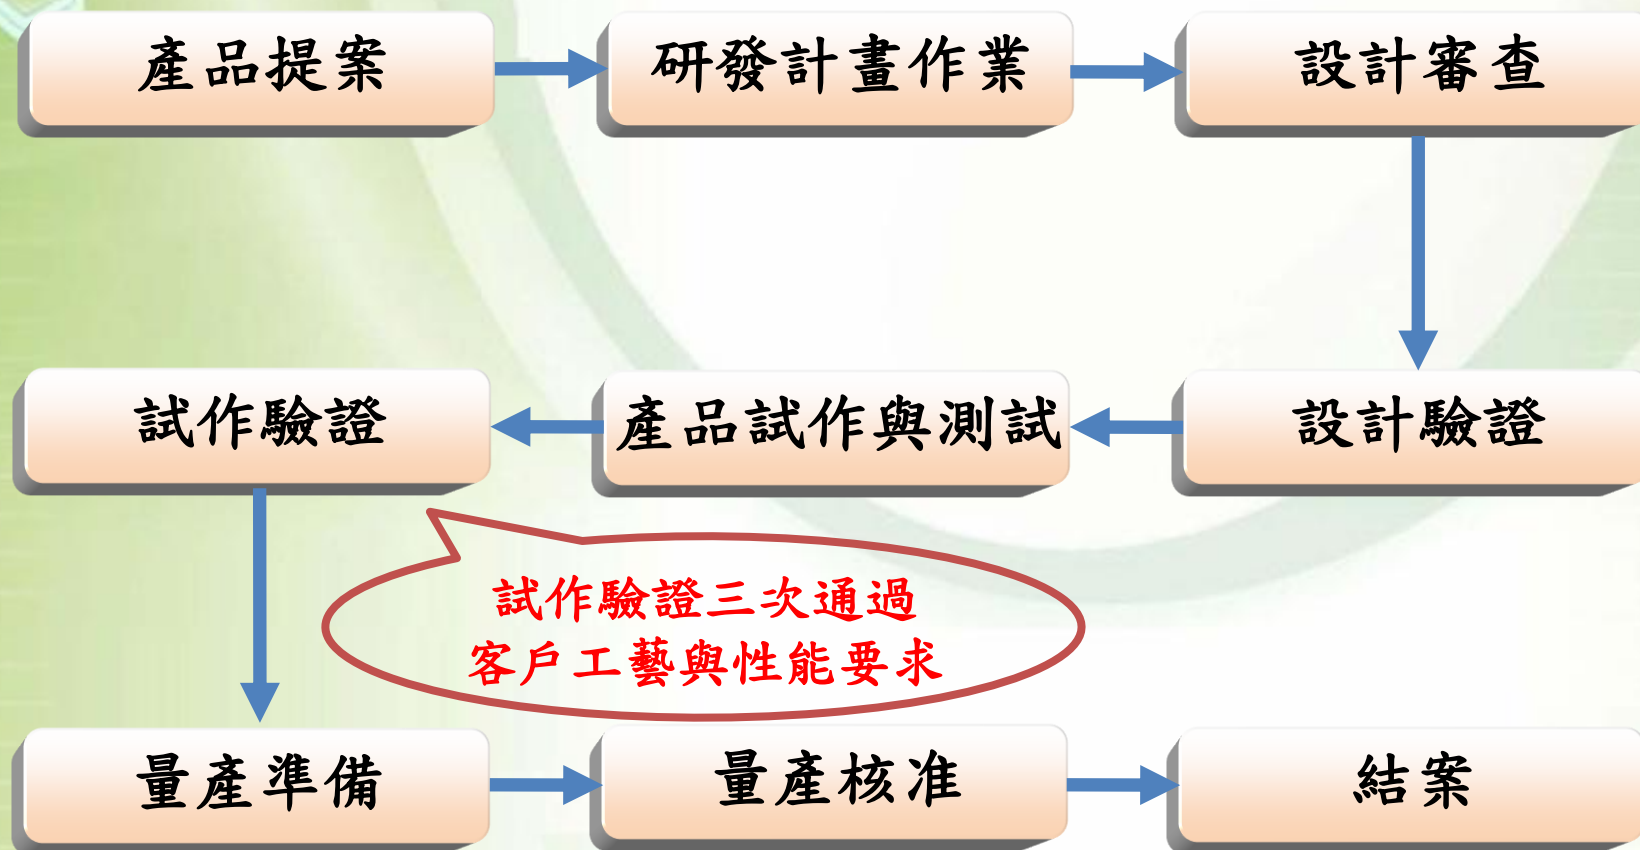 產品提案
研發計畫作業
設計審查
設計驗證
產品試作與測試
試作驗證
試作驗證三次通過
客戶工藝與性能要求
量產準備
量產核准
結案